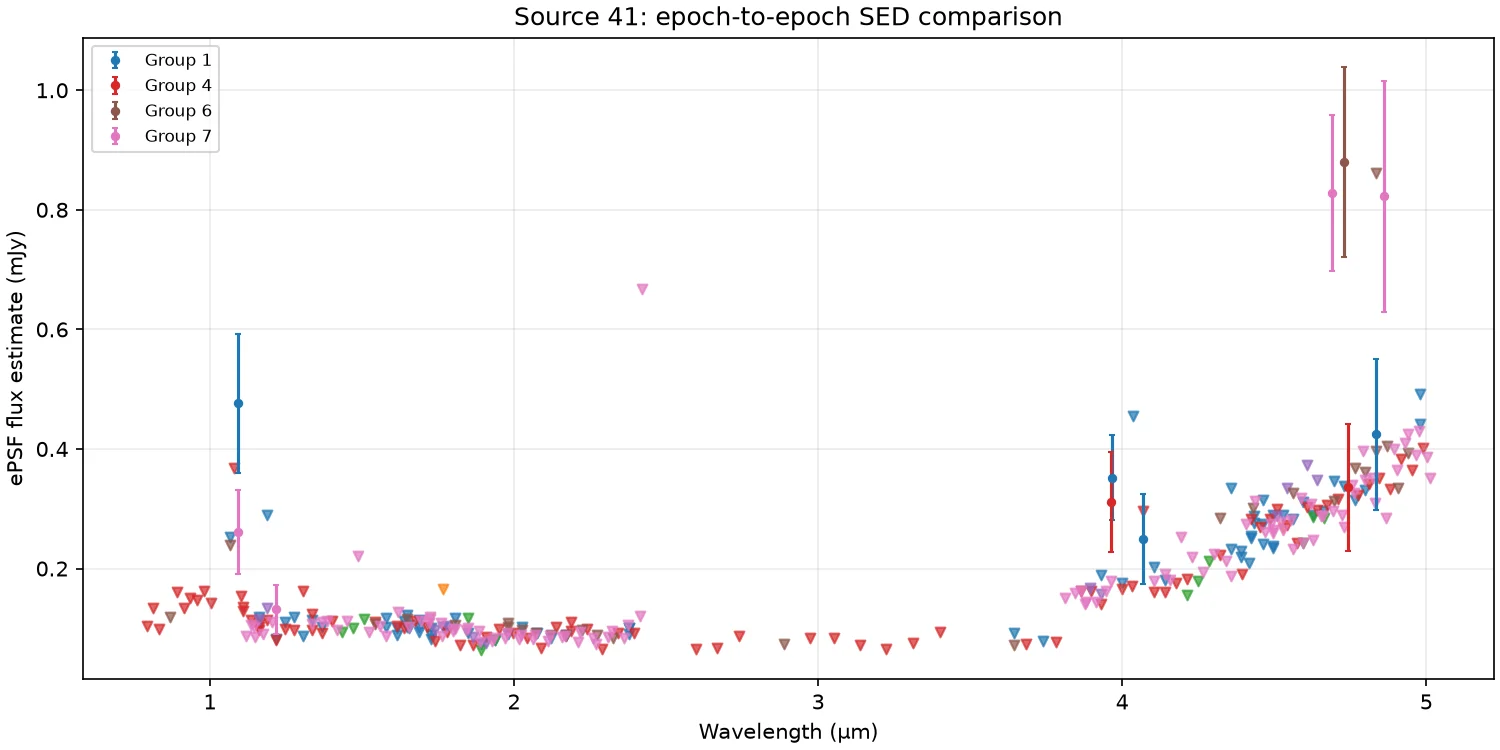 Source 41: epoch-to-epoch SED comparison
Group 1
Group 4
Group 6
Group 7
ePSF flux estimate (mJy)
1.0
0.8
0.6
0.4
0.2
1 2 3 4 5
Wavelength (μm)